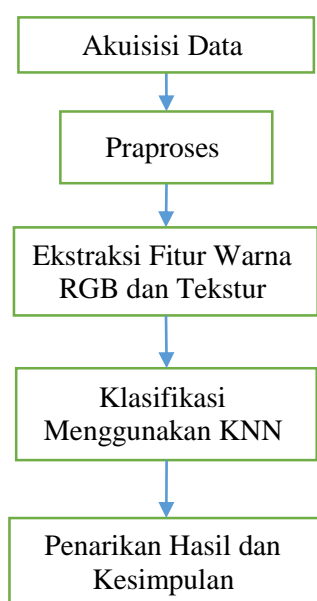 Akuisisi Data
Praproses
Ekstraksi Fitur Warna
RGB dan Tekstur
Klasifikasi
Menggunakan KNN
Penarikan Hasil dan
Kesimpulan